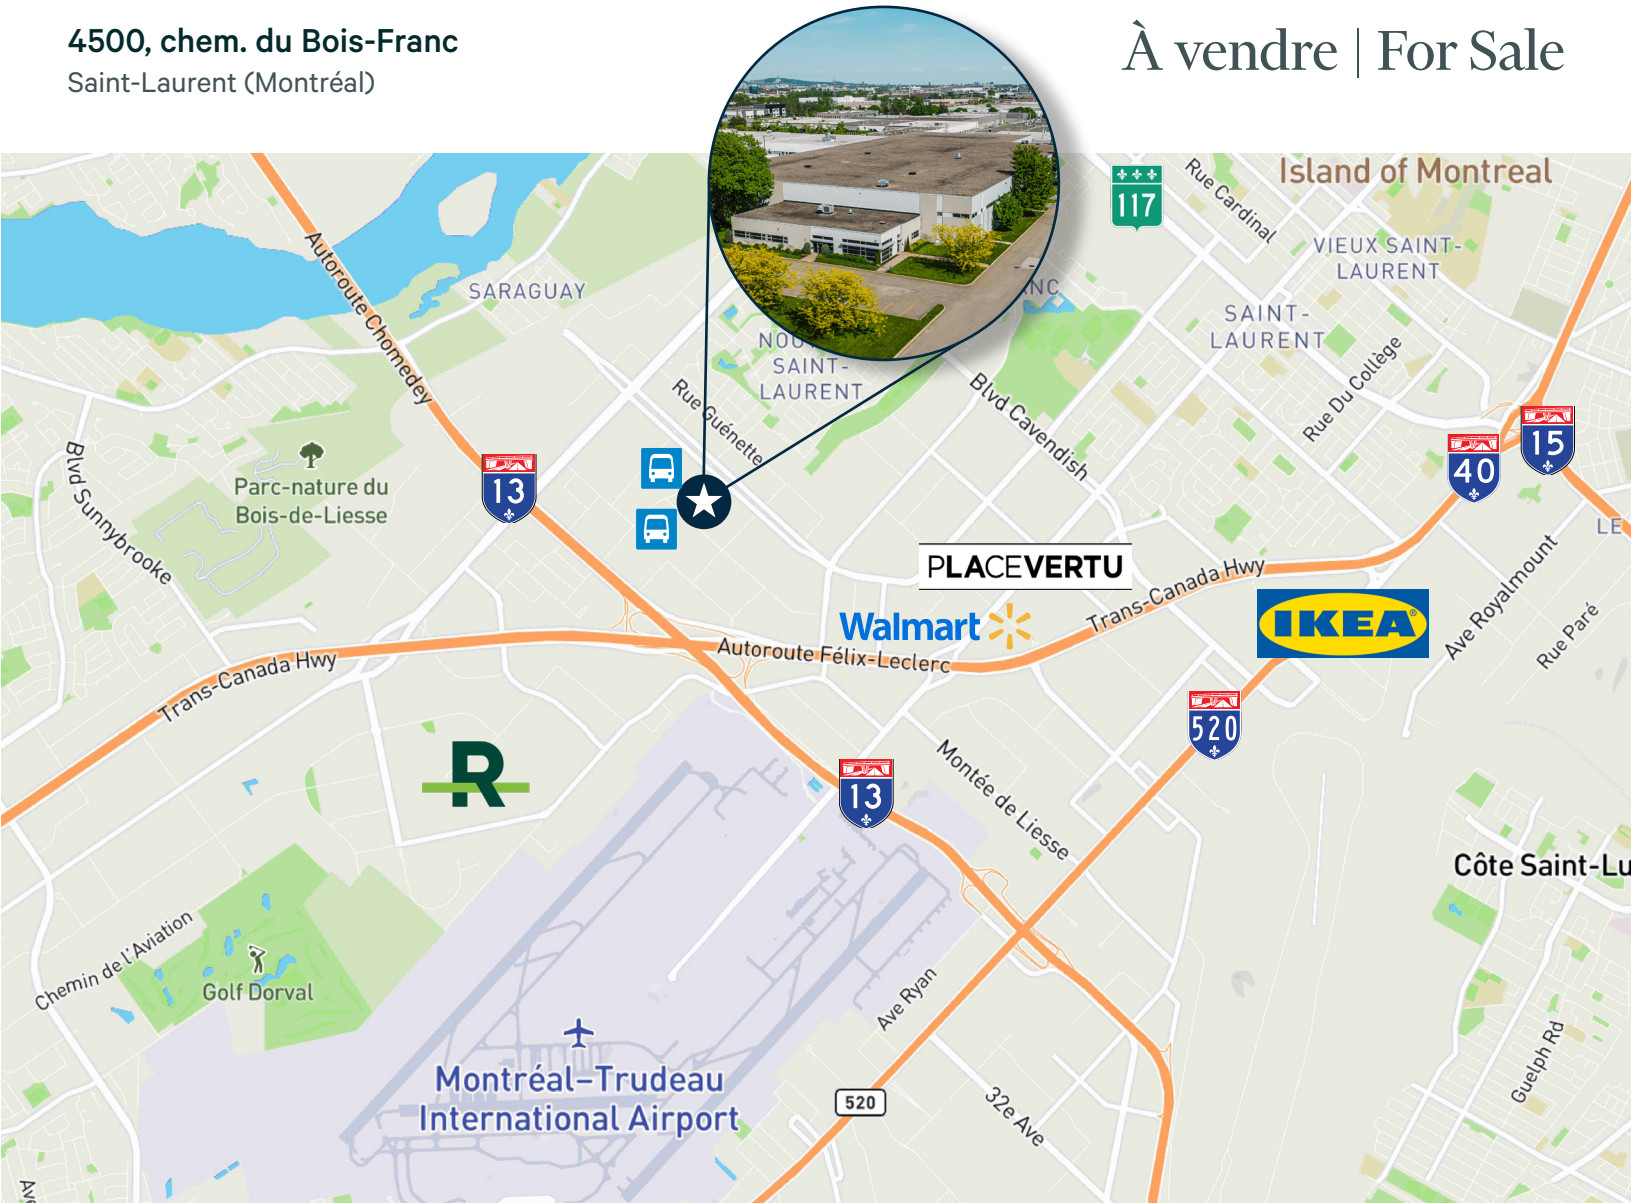 4500, chem. du Bois-Franc
Saint-Laurent (Montréal)
À vendre | For Sale
Island of Montreal
117
Rue Cardinal
VIEUX SAINT-
LAURENT
SARAGUAY
Autoroute Chomedey
SAINT-
LAURENT
SAINT-
LAURENT
Rue Guénette
Blvd Cavendish
Rue Du Collège
15
40
13
Blvd Sunnybrooke
Parc-nature du
Bois-de-Liesse
PLACEVERTU
Trans-Canada Hwy
Walmart
IKEA
Ave Royalmount
Rue Paré
Autoroute Félix-Leclerc
Trans-Canada Hwy
520
R
13
Montée de Liesse
Côte Saint-Lu
Chemin de l'Aviation
Golf Dorval
Ave Ryan
Montréal–Trudeau
International Airport
520
32e Ave
Guelph Rd
LE
Ave